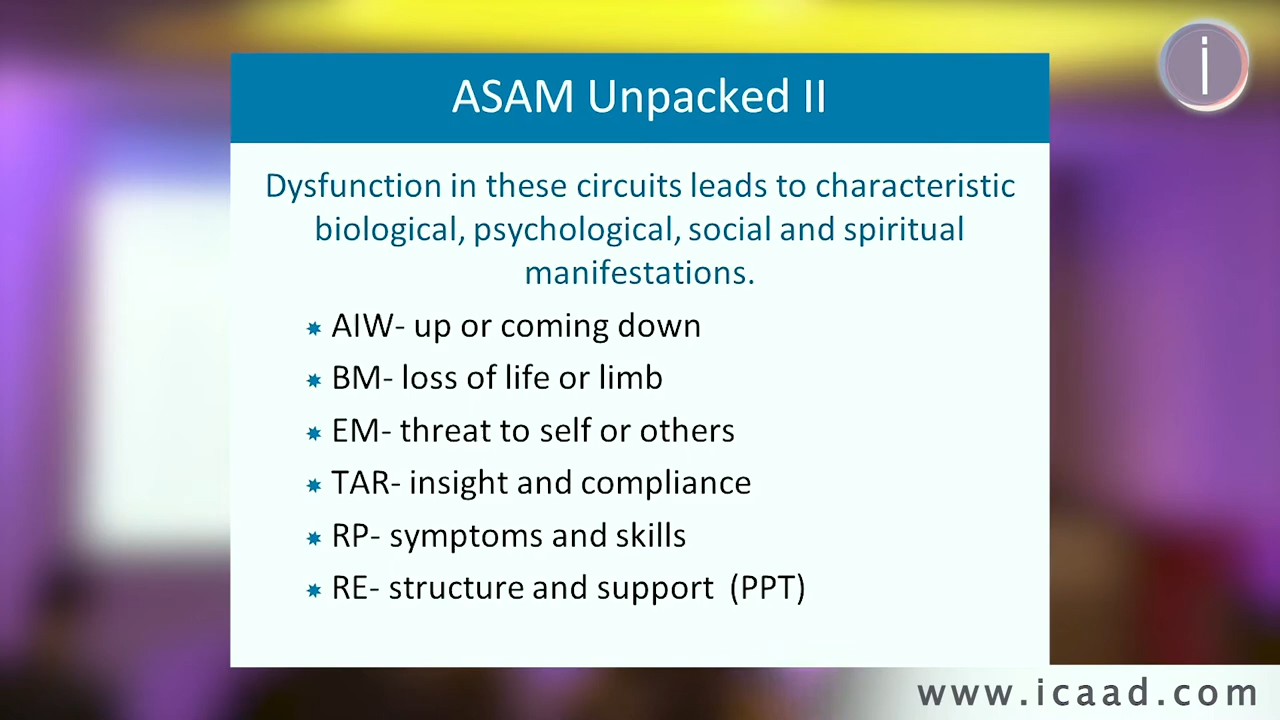 i
ASAM Unpacked II
Dysfunction in these circuits leads to characteristic
biological, psychological, social and spiritual
manifestations.
AIW- up or coming down
BM- loss of life or limb
EM- threat to self or others
TAR- insight and compliance
RP- symptoms and skills
RE- structure and support (PPT)
www.icaad.com